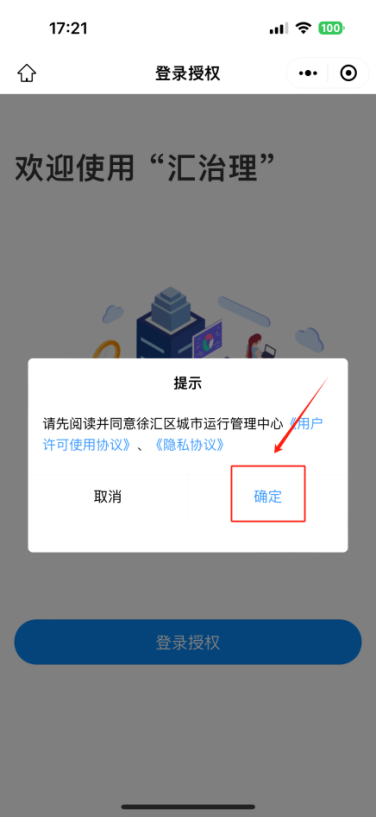 17:21
100
登录授权
欢迎使用“汇治理”
提示
请先阅读并同意徐汇区城市运行管理中心《用户
许可使用协议》、《隐私协议》
取消
确定
登录授权